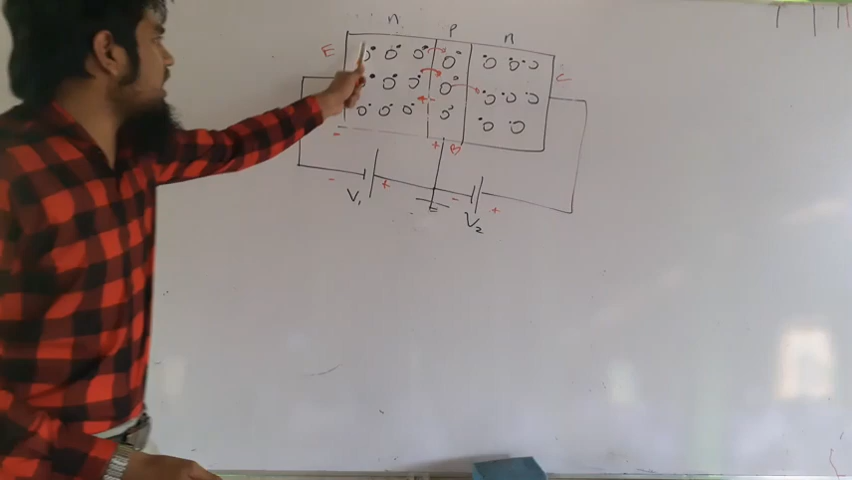 n P n
E C
+ -
- + B
- + - +
V₁ V₂